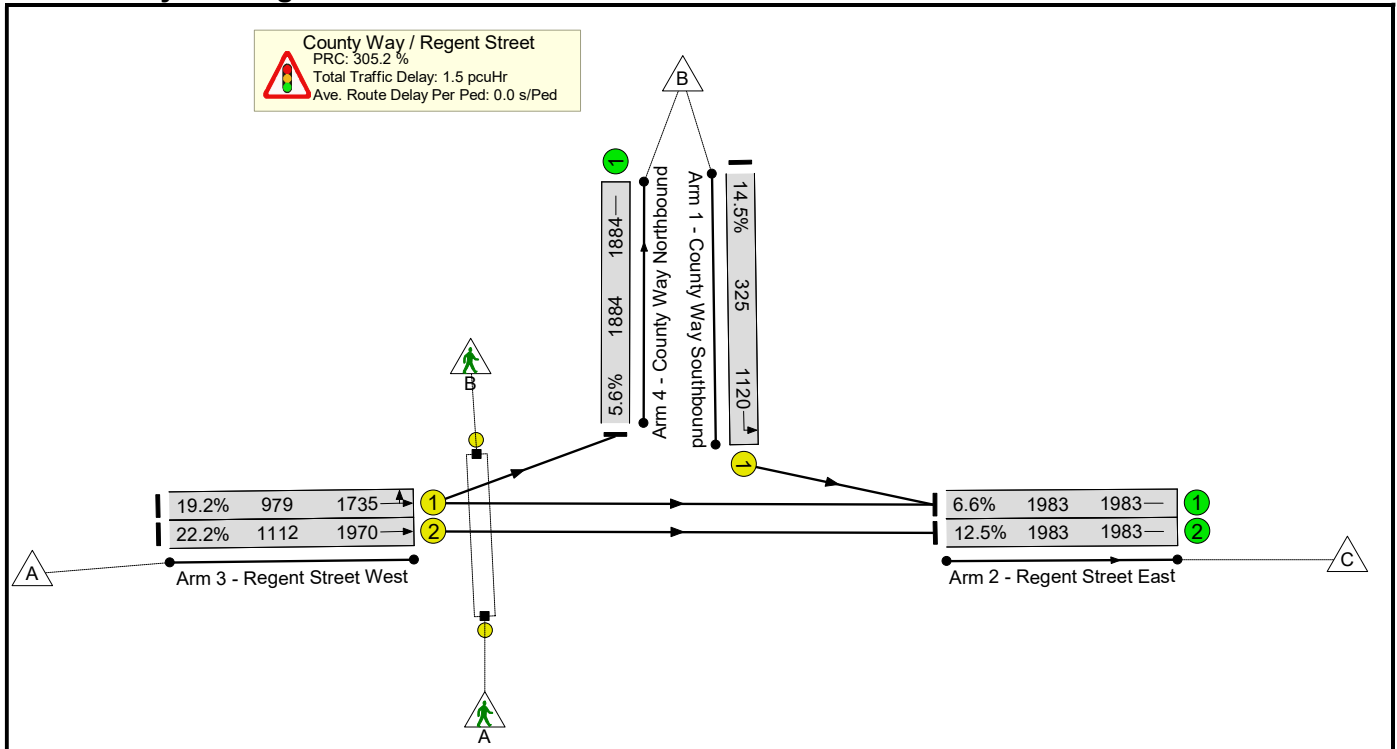 County Way / Regent Street
PRC: 305.2 %
Total Traffic Delay: 1.5 pcuHr
Ave. Route Delay Per Ped: 0.0 s/Ped
B
1
5.6% 1884 1884
Arm 4 - County Way Northbound
Arm 1 - County Way Southbound
14.5% 325 1120
1
B
19.2% 979 1735 1
22.2% 1112 1970 2
A
Arm 3 - Regent Street West
6.6% 1983 1983 1
12.5% 1983 1983 2
C
Arm 2 - Regent Street East
A